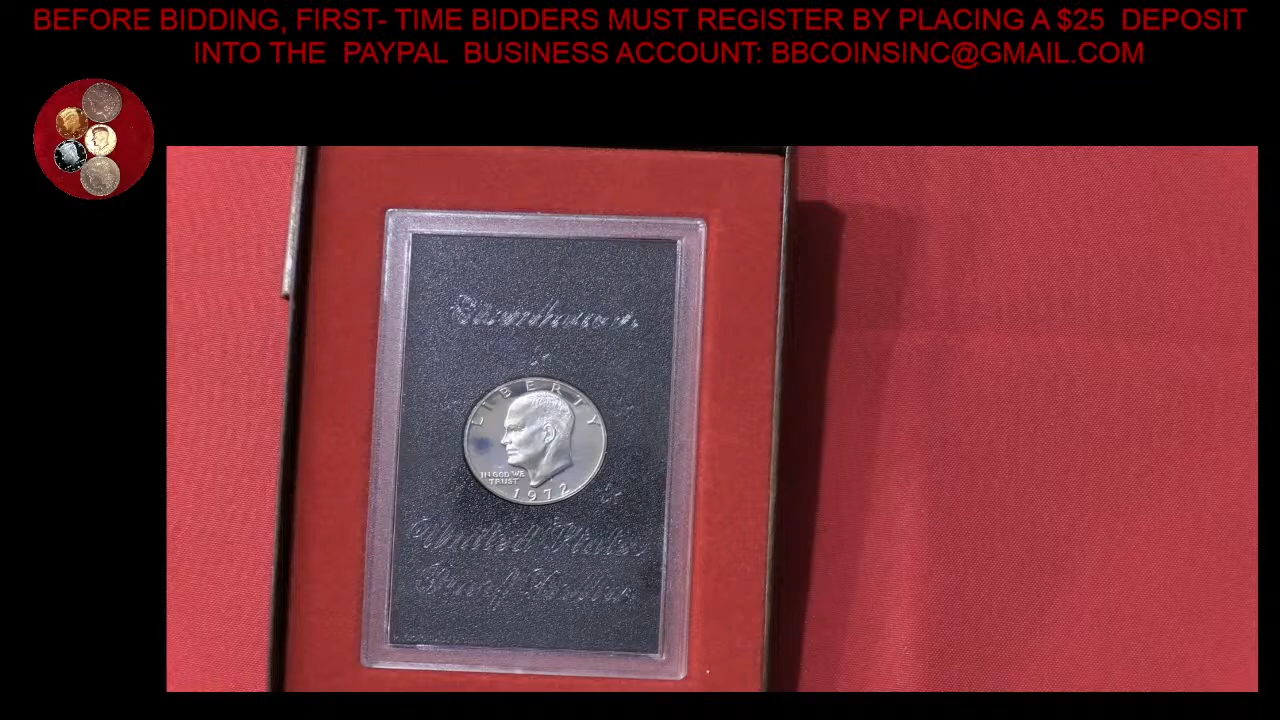 BEFORE BIDDING, FIRST- TIME BIDDERS MUST REGISTER BY PLACING A $25 DEPOSIT
INTO THE PAYPAL BUSINESS ACCOUNT: BBCOINSINC@GMAIL.COM
Eisenhower
LIBERTY
IN GOD WE
TRUST
1972
United States
Proof Dollar